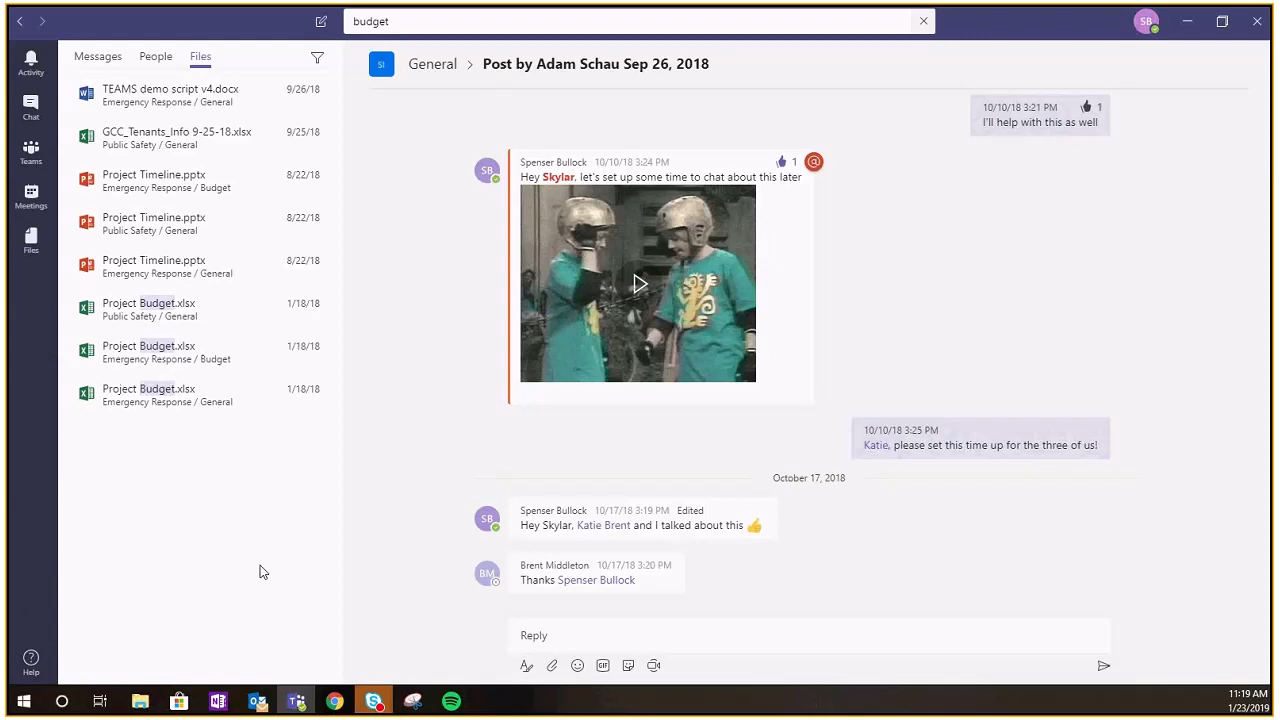 budget
SB
Messages People Files
Activity
Chat
Teams
Meetings
Files
Help
TEAMS demo script v4.docx 9/26/18
Emergency Response / General
GCC_Tenants_Info 9-25-18.xlsx 9/25/18
Public Safety / General
Project Timeline.pptx 8/22/18
Emergency Response / Budget
Project Timeline.pptx 8/22/18
Public Safety / General
Project Timeline.pptx 8/22/18
Emergency Response / General
Project Budget.xlsx 1/18/18
Public Safety / General
Project Budget.xlsx 1/18/18
Emergency Response / Budget
Project Budget.xlsx 1/18/18
Emergency Response / General
SI General > Post by Adam Schau Sep 26, 2018
10/10/18 3:21 PM 1
I'll help with this as well
SB Spenser Bullock 10/10/18 3:24 PM 1 @
Hey Skylar, let's set up some time to chat about this later
10/10/18 3:25 PM
Katie, please set this time up for the three of us!
October 17, 2018
SB Spenser Bullock 10/17/18 3:19 PM Edited
Hey Skylar, Katie Brent and I talked about this 👍
BM Brent Middleton 10/17/18 3:20 PM
Thanks Spenser Bullock
Reply
GIF
11:19 AM
1/23/2019